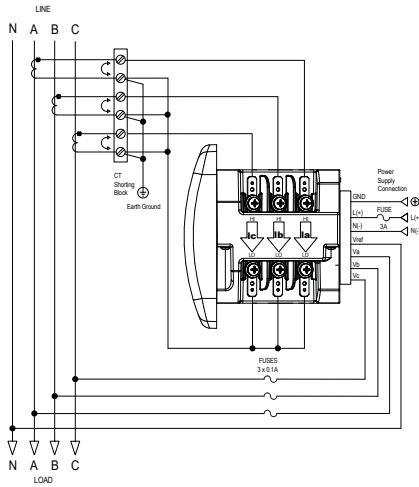 LINE
N A B C
CT
Shorting
Block
Earth Ground
Power
Supply
Connection
GND
L(+)
FUSE
L(+)
3A
N(-)
N(-)
Vref
Va
Vb
Vc
HI HI HI
Ic Ib Ia
LO LO LO
FUSES
3 x 0.1A
N A B C
LOAD